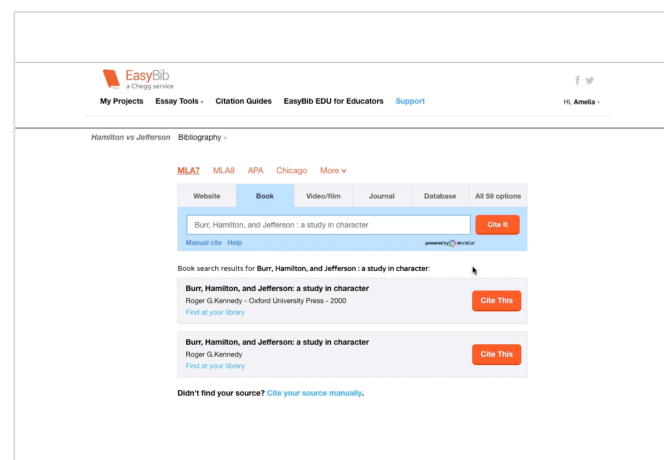 EasyBib
a Chegg service
My Projects Essay Tools Citation Guides EasyBib EDU for Educators Support Hi, Amelia
Hamilton vs Jefferson Bibliography
MLA7 MLA8 APA Chicago More
Website Book Video/film Journal Database All 59 options
Burr, Hamilton, and Jefferson : a study in character Cite It
Manual cite Help powered by WorldCat
Book search results for Burr, Hamilton, and Jefferson : a study in character:
Burr, Hamilton, and Jefferson: a study in character
Roger G.Kennedy - Oxford University Press - 2000 Cite This
Find at your library
Burr, Hamilton, and Jefferson: a study in character
Roger G.Kennedy Cite This
Find at your library
Didn't find your source? Cite your source manually.